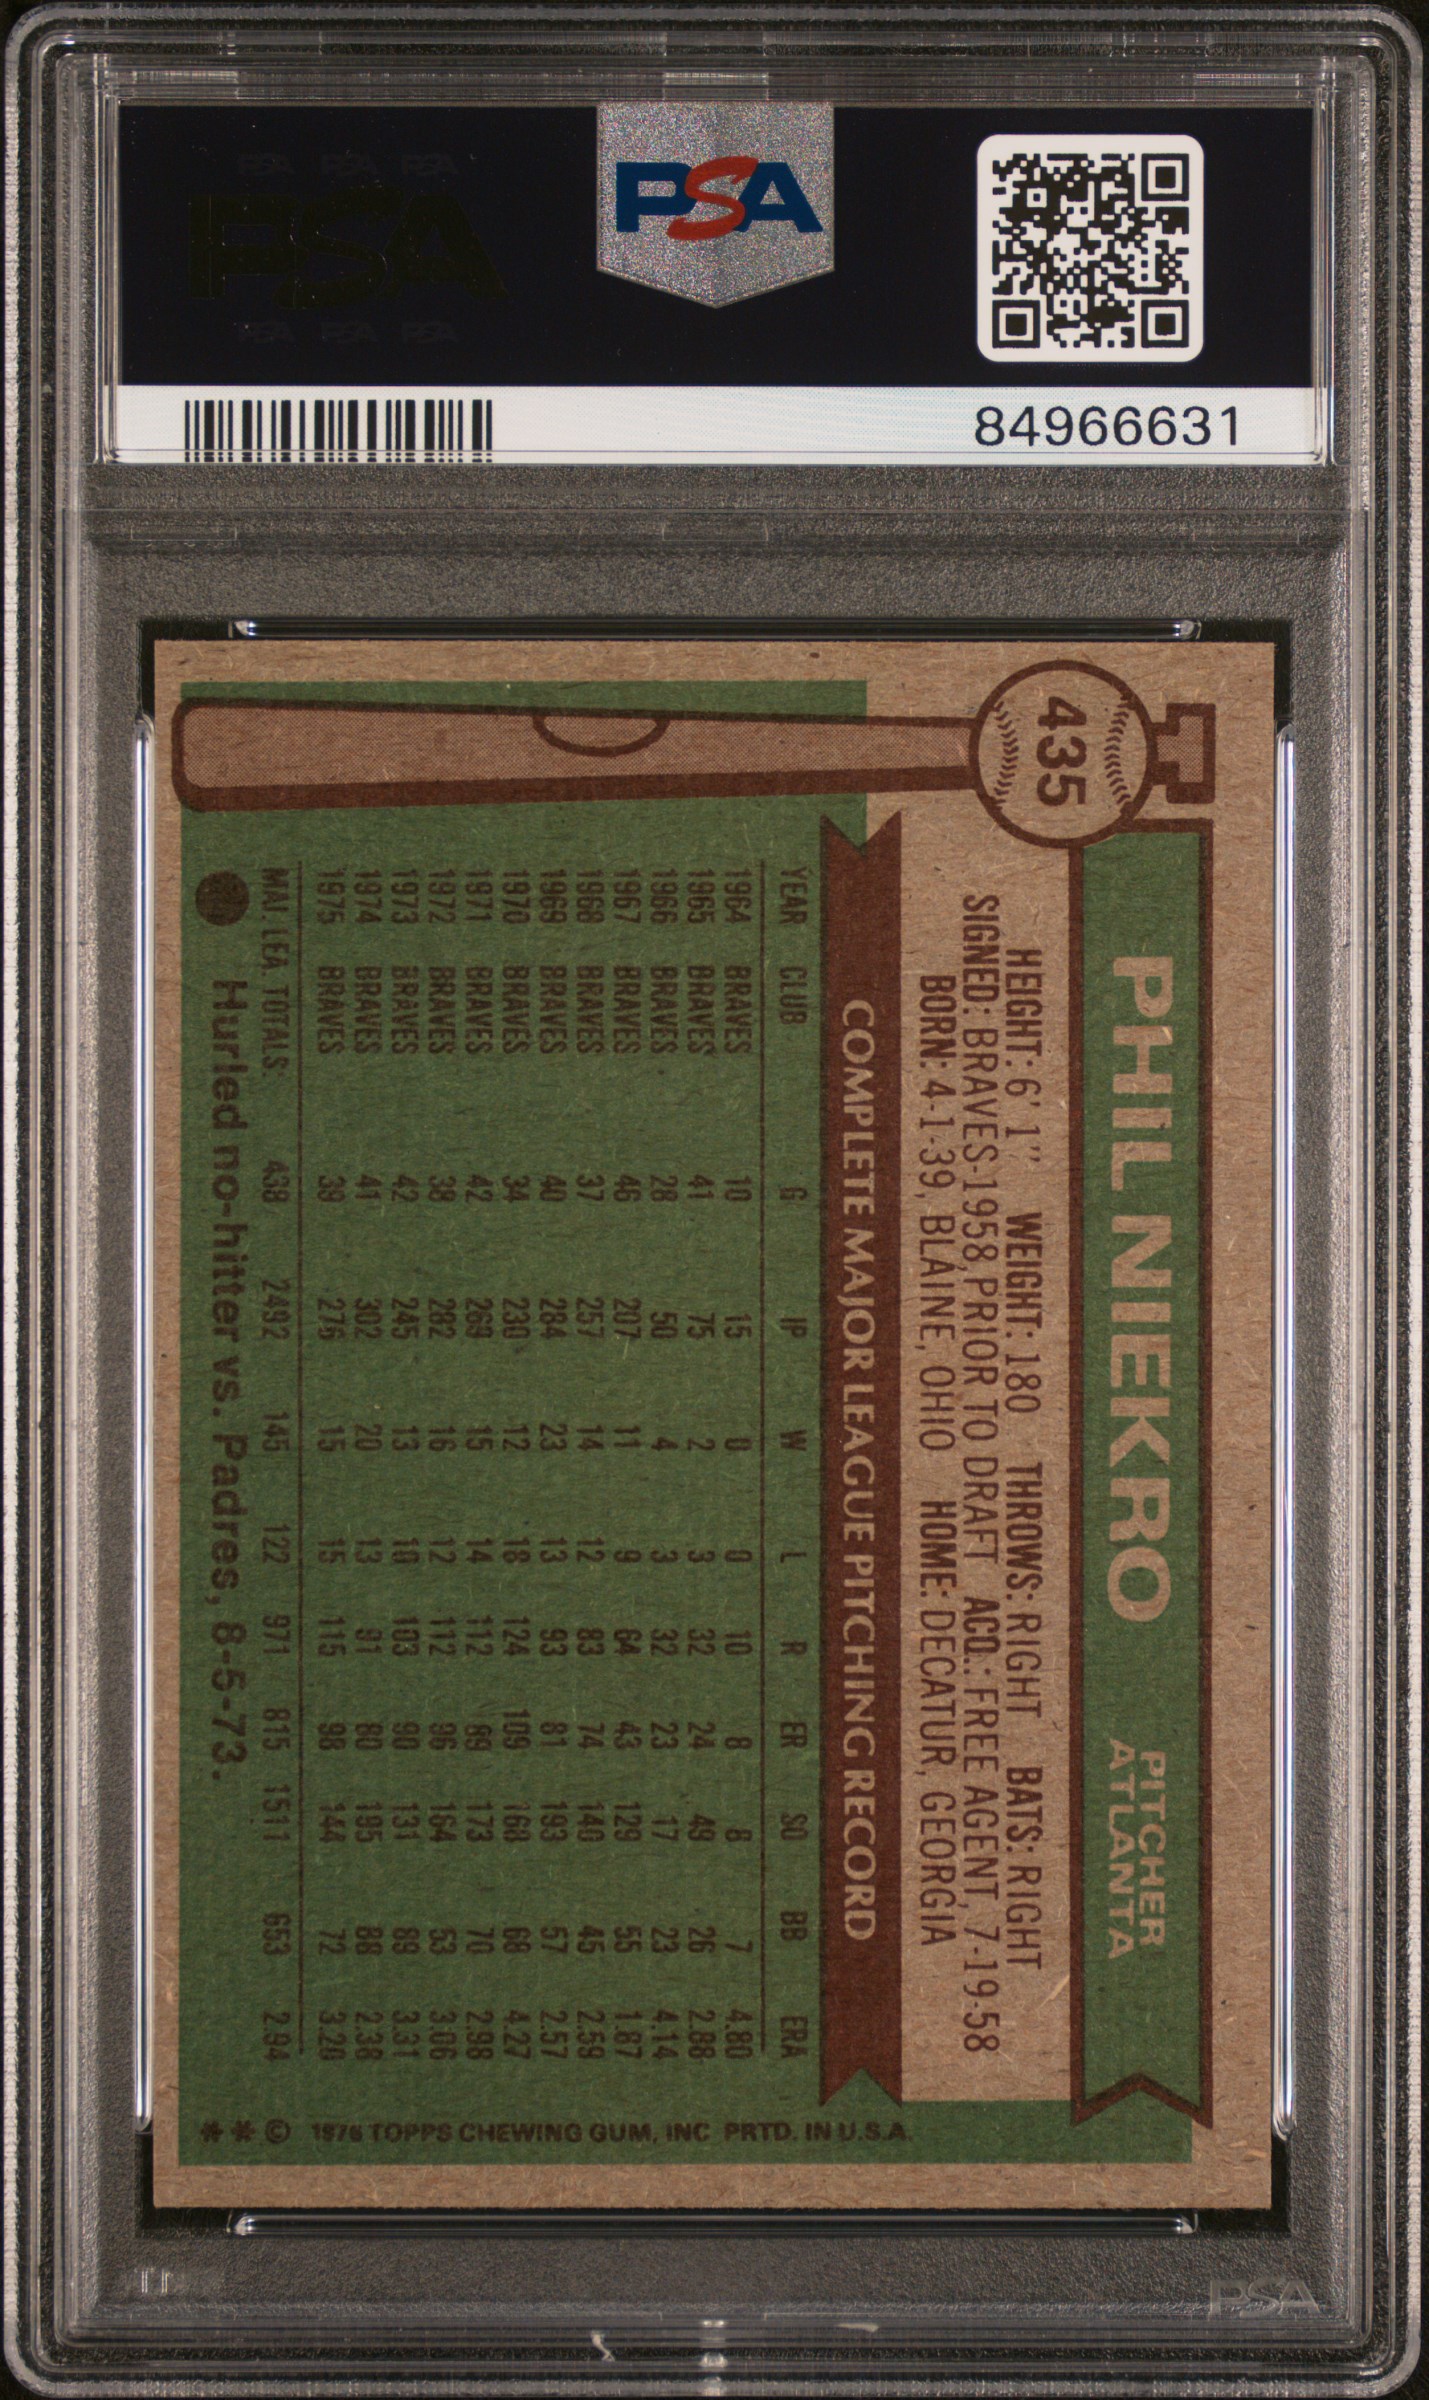 PSA PSA PSA
PSA
PSA PSA PSA
PSA
84966631
435
PHIL NIEKRO
PITCHER
ATLANTA
HEIGHT: 6' 1" WEIGHT: 180 THROWS: RIGHT BATS: RIGHT
SIGNED: BRAVES-1958, PRIOR TO DRAFT ACQ.: FREE AGENT, 7-19-58
BORN: 4-1-39, BLAINE, OHIO HOME: DECATUR, GEORGIA
COMPLETE MAJOR LEAGUE PITCHING RECORD
YEAR CLUB G IP W L R ER SO BB ERA
1964 BRAVES 10 15 0 0 10 8 8 7 4.80
1965 BRAVES 41 75 2 3 32 24 49 26 2.88
1966 BRAVES 28 50 4 3 32 23 17 23 4.14
1967 BRAVES 46 207 11 9 64 43 129 55 1.87
1968 BRAVES 37 257 14 12 83 74 140 45 2.59
1969 BRAVES 40 284 23 13 93 81 193 57 2.57
1970 BRAVES 34 230 12 18 124 109 168 68 4.27
1971 BRAVES 42 269 15 14 112 89 173 70 2.98
1972 BRAVES 38 282 16 12 112 96 164 53 3.06
1973 BRAVES 42 245 13 10 103 90 131 89 3.31
1974 BRAVES 41 302 20 13 91 80 195 88 2.38
1975 BRAVES 39 276 15 15 115 98 144 72 3.20
MAJ. LEA. TOTALS: 438 2492 145 122 971 815 1511 653 2.94
Hurled no-hitter vs. Padres, 8-5-73.
** © 1976 TOPPS CHEWING GUM, INC PRTD. IN U.S.A.
PSA